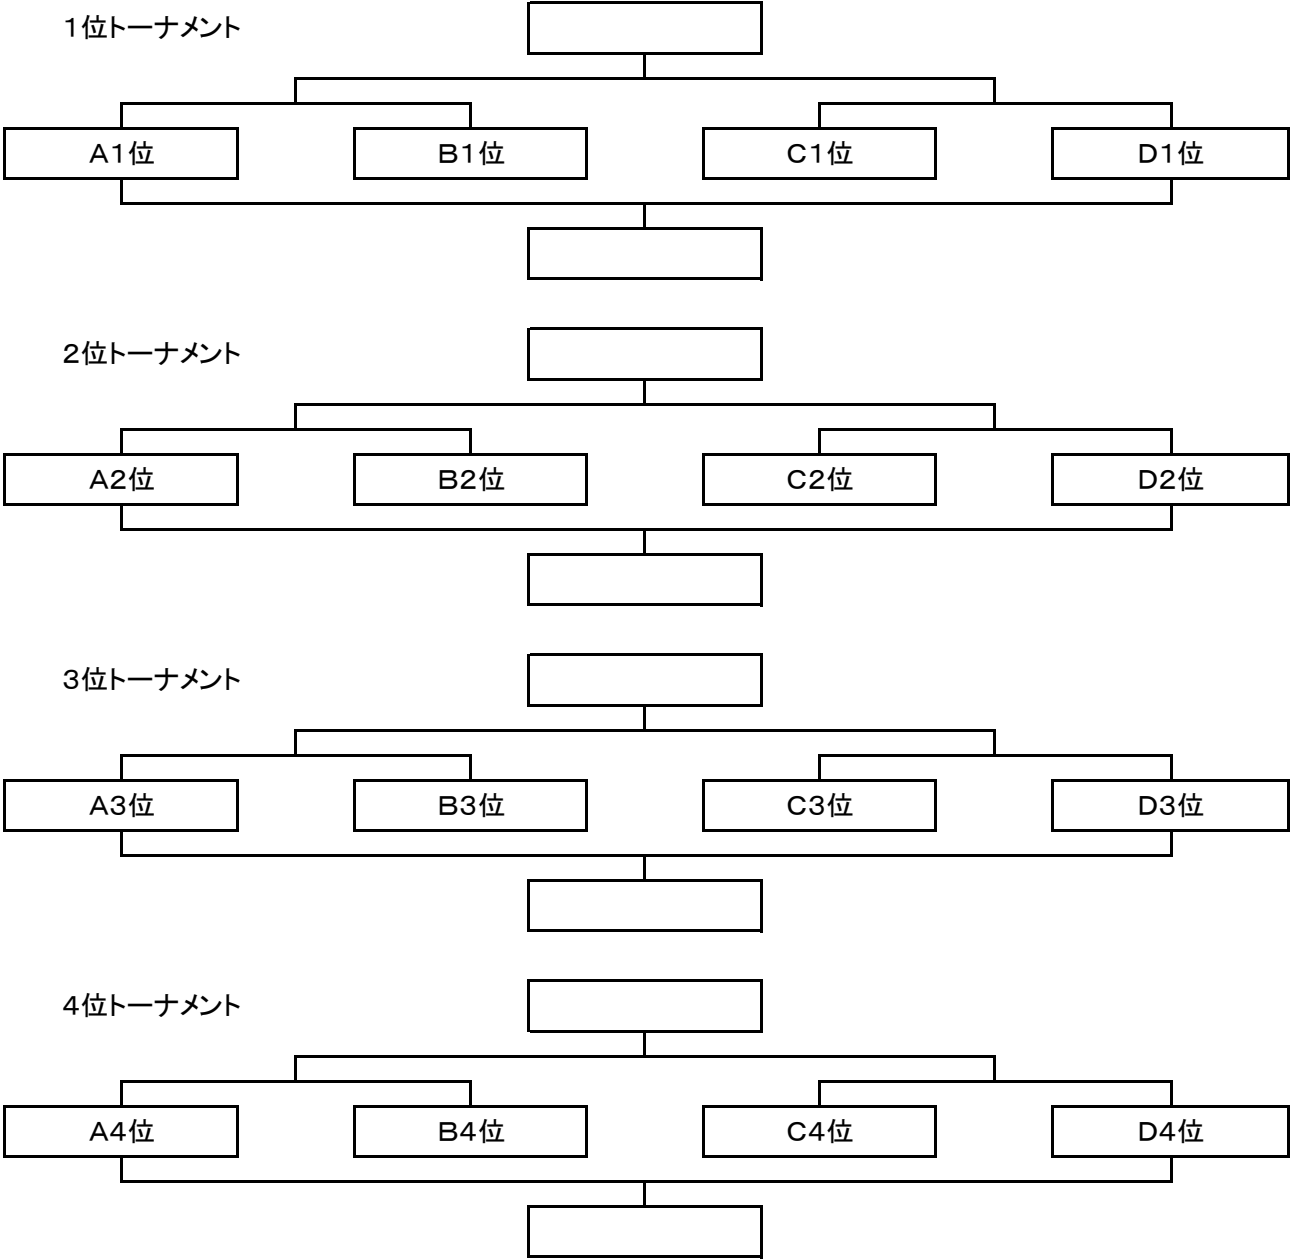 １位トーナメント
Ａ１位
Ｂ１位
Ｃ１位
Ｄ１位
２位トーナメント
Ａ２位
Ｂ２位
Ｃ２位
Ｄ２位
３位トーナメント
Ａ３位
Ｂ３位
Ｃ３位
Ｄ３位
４位トーナメント
Ａ４位
Ｂ４位
Ｃ４位
Ｄ４位